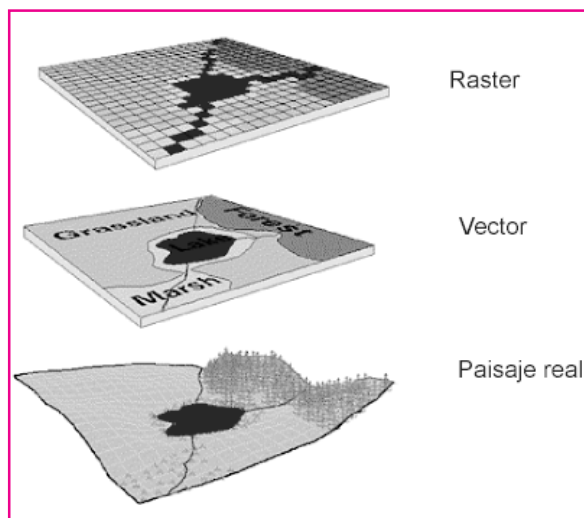 Raster
Grassland
Forest
Lake
Marsh
Vector
Paisaje real